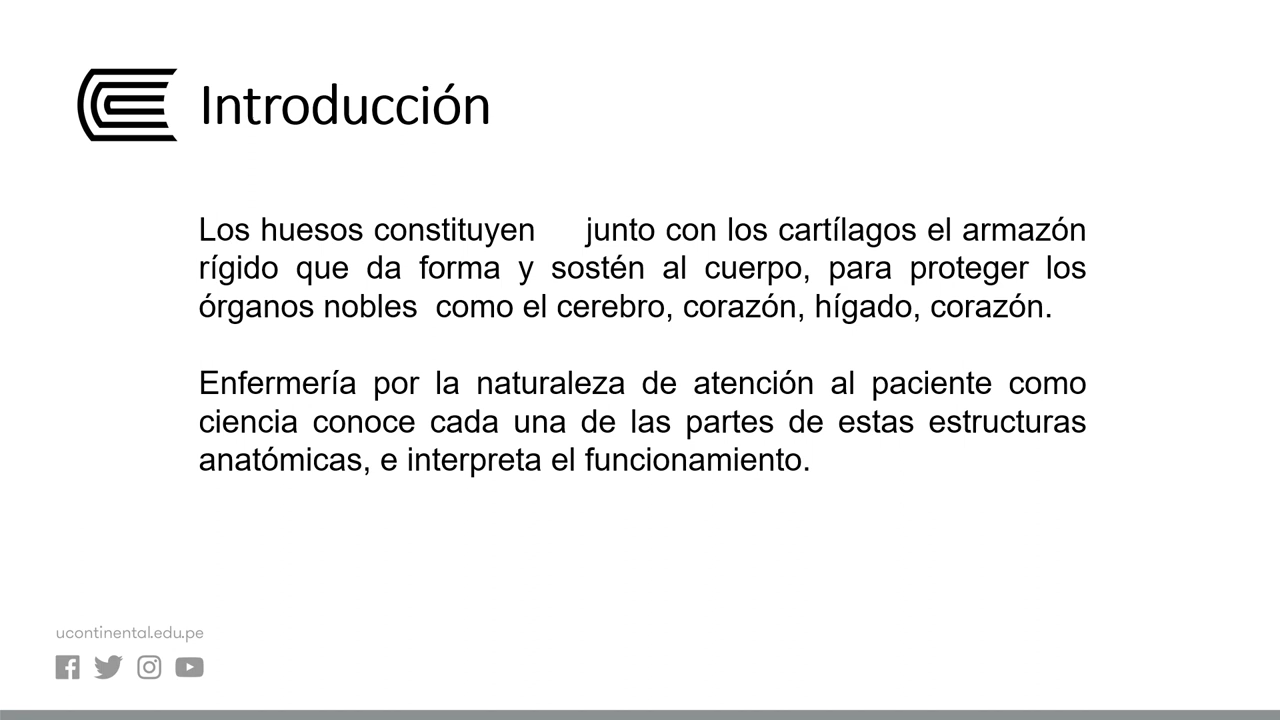 Introducción
Los huesos constituyen junto con los cartílagos el armazón
rígido que da forma y sostén al cuerpo, para proteger los
órganos nobles como el cerebro, corazón, hígado, corazón.
Enfermería por la naturaleza de atención al paciente como
ciencia conoce cada una de las partes de estas estructuras
anatómicas, e interpreta el funcionamiento.
ucontinental.edu.pe